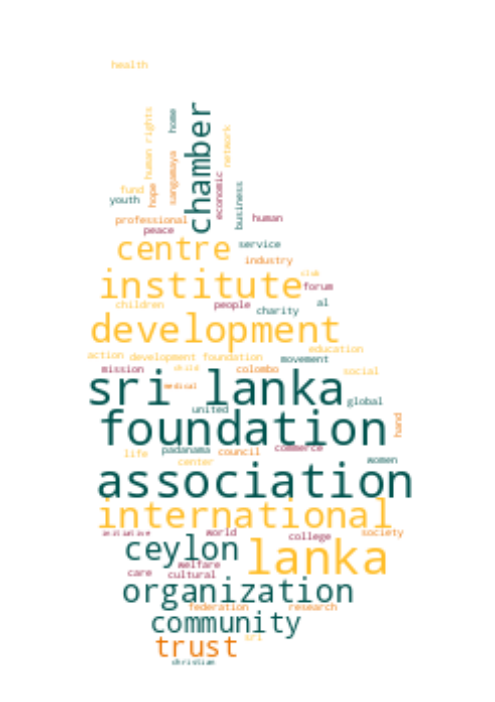 health
human rights
home
chamber
network
sangamaya
hope
economic
business
fund
youth
professional
human
peace
centre
service
industry
institute
club
forum
children
people
charity
al
development
education
action
development foundation
movement
mission
child
colombo
social
sri lanka
medical
global
united
foundation
hand
life
padanama
council
commerce
center
women
association
international
initiative
world
college
society
ceylon
lanka
welfare
care
cultural
organization
federation
research
community
sri
trust
christian